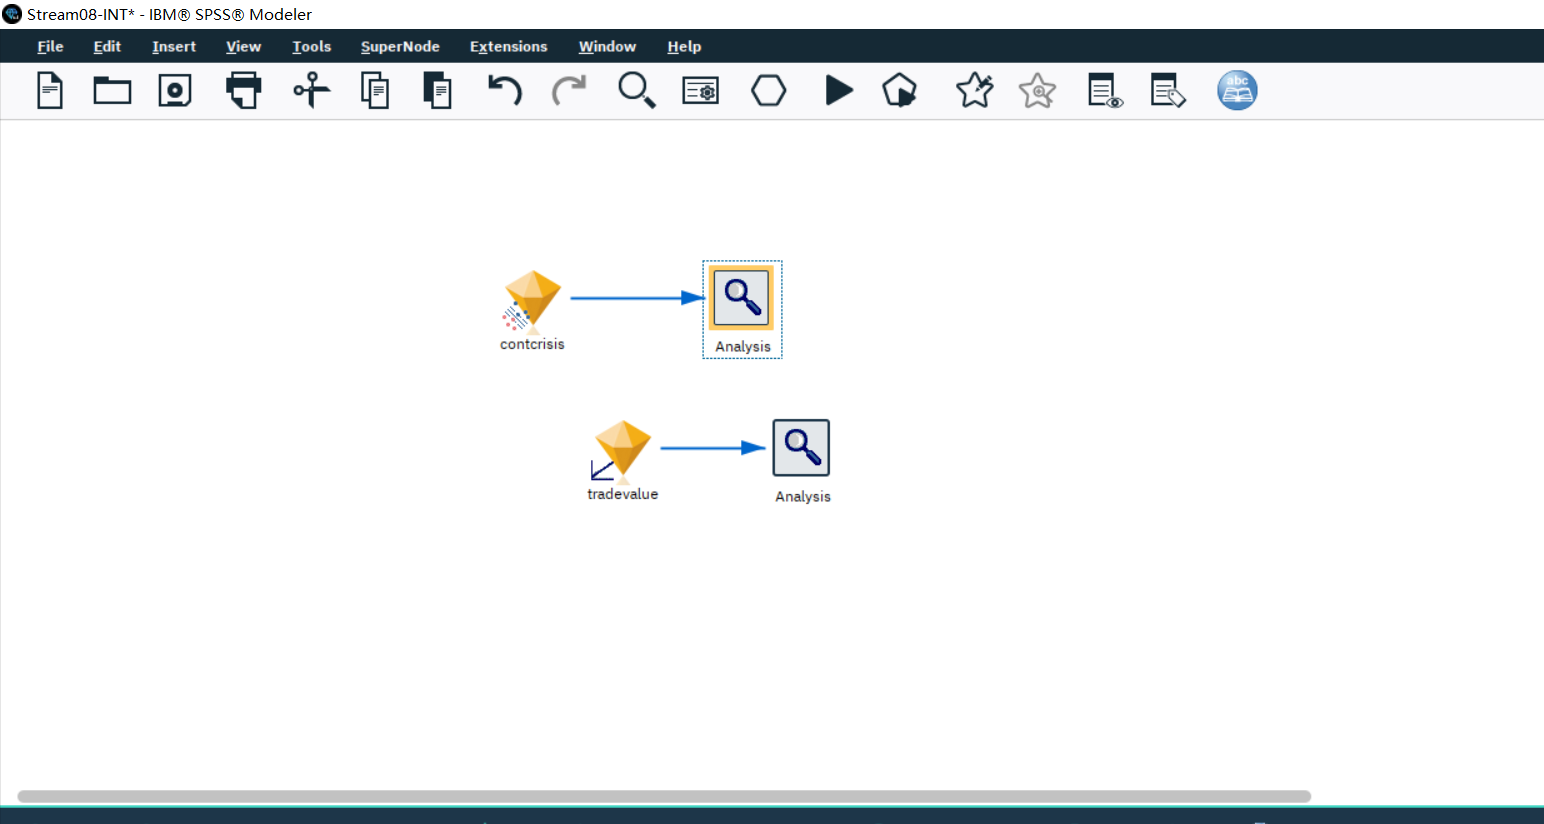 Stream08-INT* - IBM® SPSS® Modeler
File Edit Insert View Tools SuperNode Extensions Window Help
abc
contcrisis
Analysis
tradevalue
Analysis